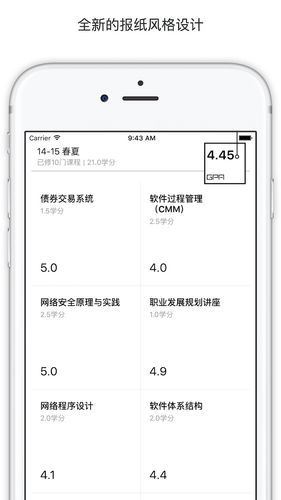 全新的报纸风格设计
Carrier 9:43 AM
14-15 春夏
已修10门课程 | 21.0学分
4.45
GPA
债券交易系统
1.5学分
5.0
软件过程管理
（CMM）
2.5学分
4.0
网络安全原理与实践
2.5学分
5.0
职业发展规划讲座
1.0学分
4.9
网络程序设计
2.0学分
4.1
软件体系结构
2.0学分
4.4